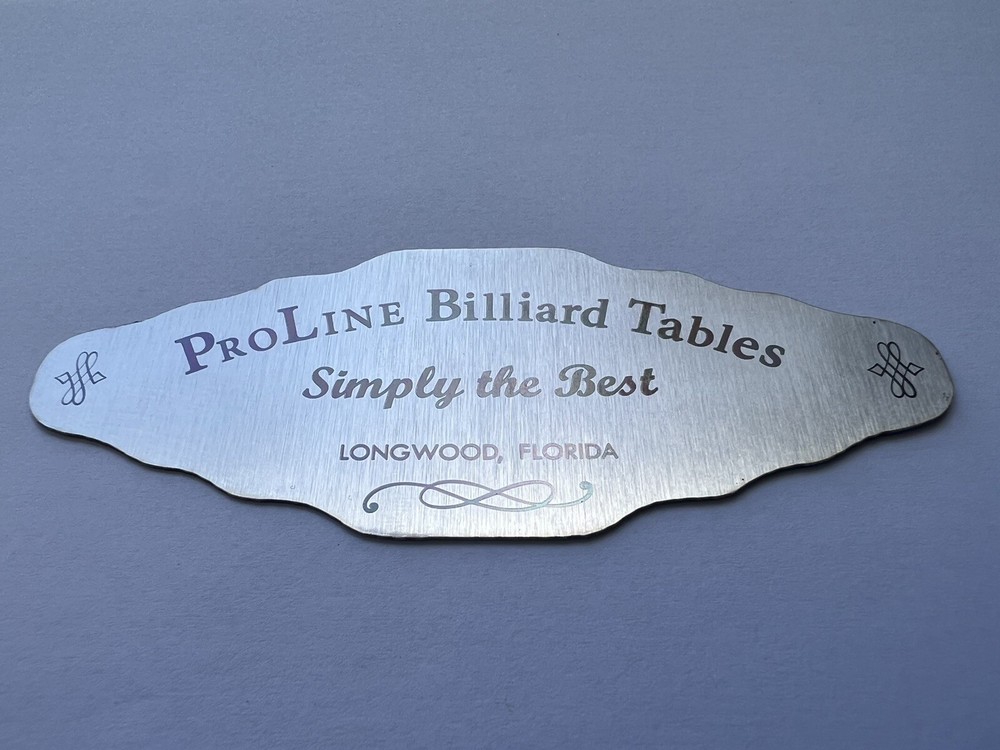 ProLine Billiard Tables
Simply the Best
LONGWOOD, FLORIDA